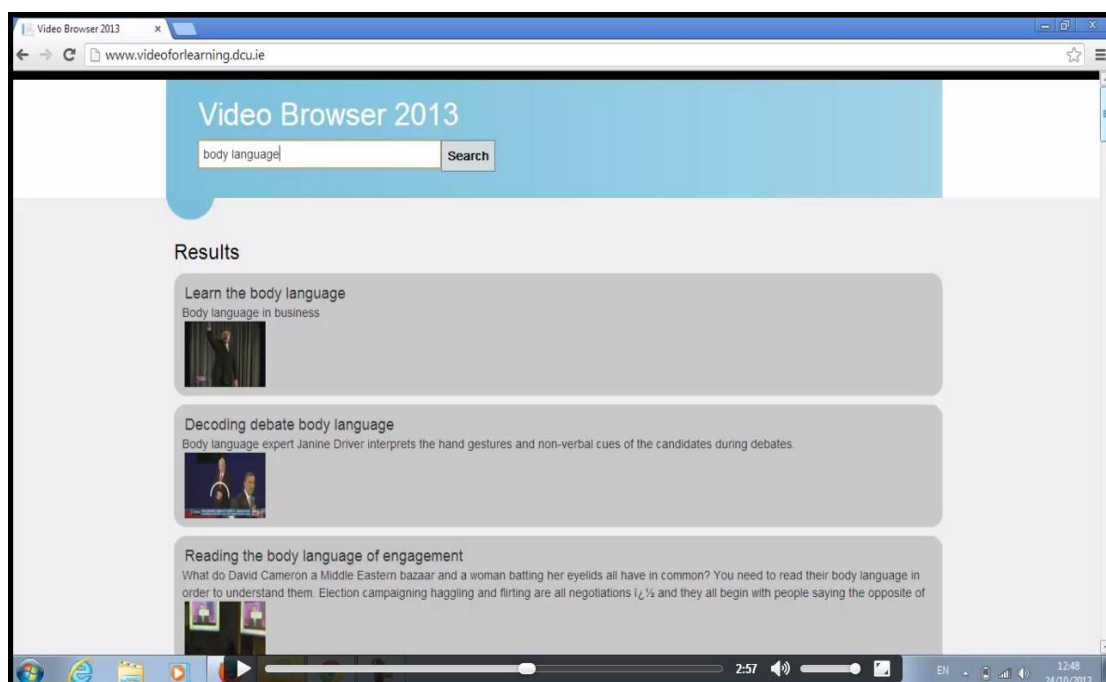 Video Browser 2013
www.videoforlearning.dcu.ie
Video Browser 2013
body language
Search
Results
Learn the body language
Body language in business
Decoding debate body language
Body language expert Janine Driver interprets the hand gestures and non-verbal cues of the candidates during debates.
Reading the body language of engagement
What do David Cameron a Middle Eastern bazaar and a woman batting her eyelids all have in common? You need to read their body language in
order to understand them. Election campaigning haggling and flirting are all negotiations ï¿½ and they all begin with people saying the opposite of
2:57
EN
12:48
24/10/2013